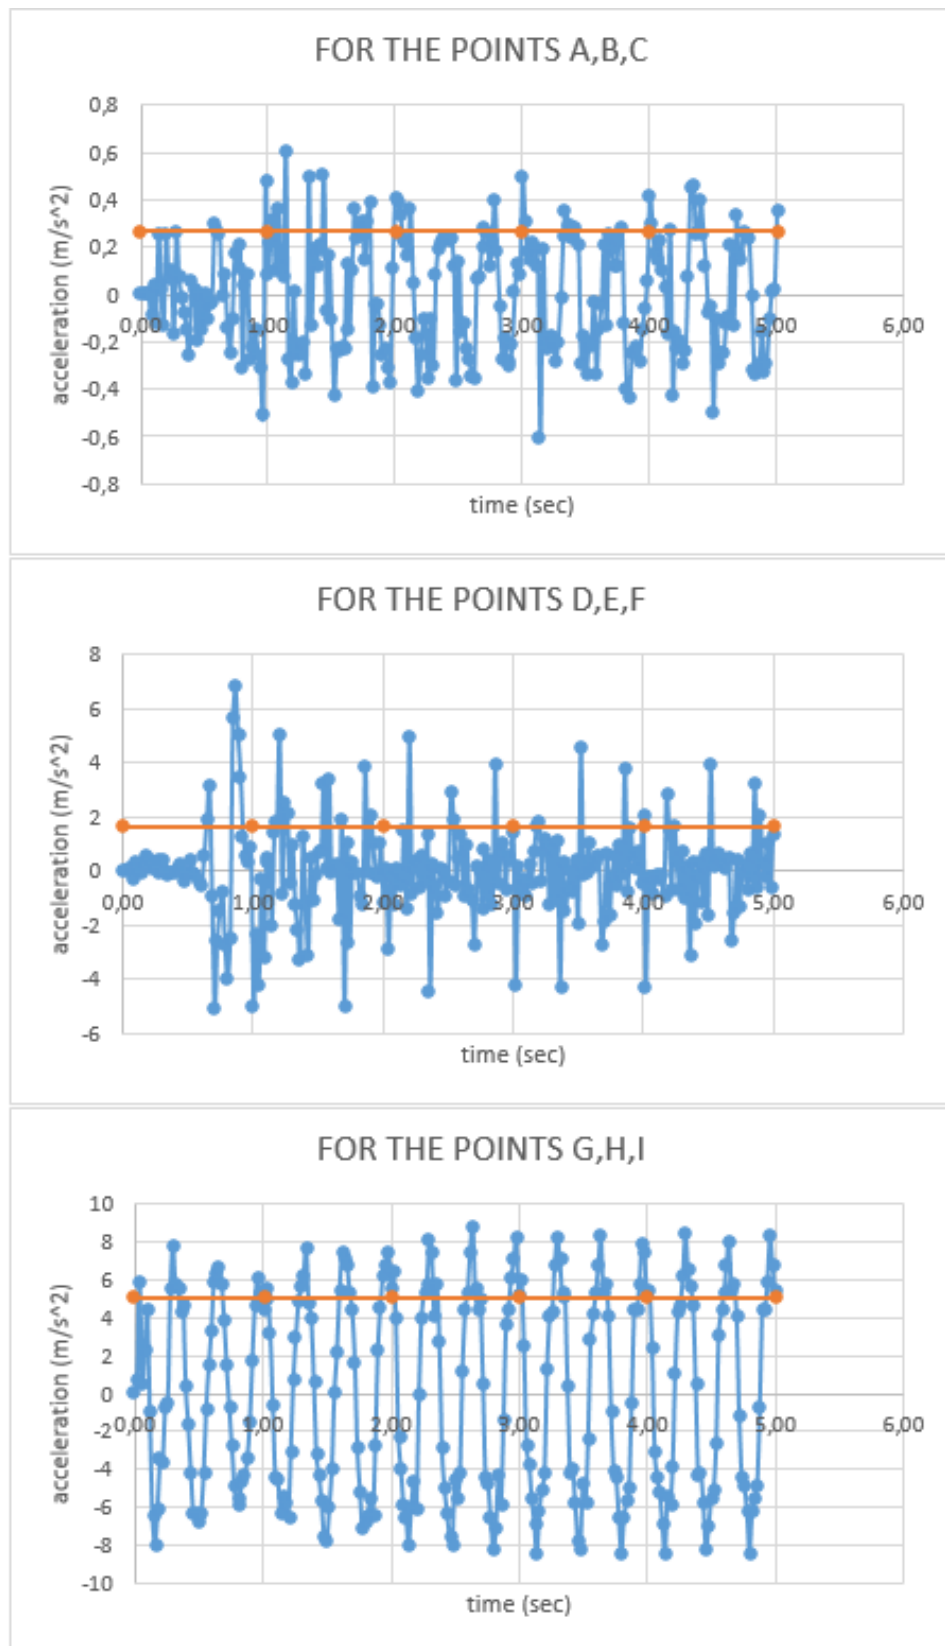 FOR THE POINTS A,B,C
0,8
0,6
0,4
0,2
0
-0,2
-0,4
-0,6
-0,8
0,00 1,00 2,00 3,00 4,00 5,00 6,00
acceleration (m/s^2)
time (sec)
FOR THE POINTS D,E,F
8
6
4
2
0
-2
-4
-6
0,00 1,00 2,00 3,00 4,00 5,00 6,00
acceleration (m/s^2)
time (sec)
FOR THE POINTS G,H,I
10
8
6
4
2
0
-2
-4
-6
-8
-10
0,00 1,00 2,00 3,00 4,00 5,00 6,00
acceleration (m/s^2)
time (sec)